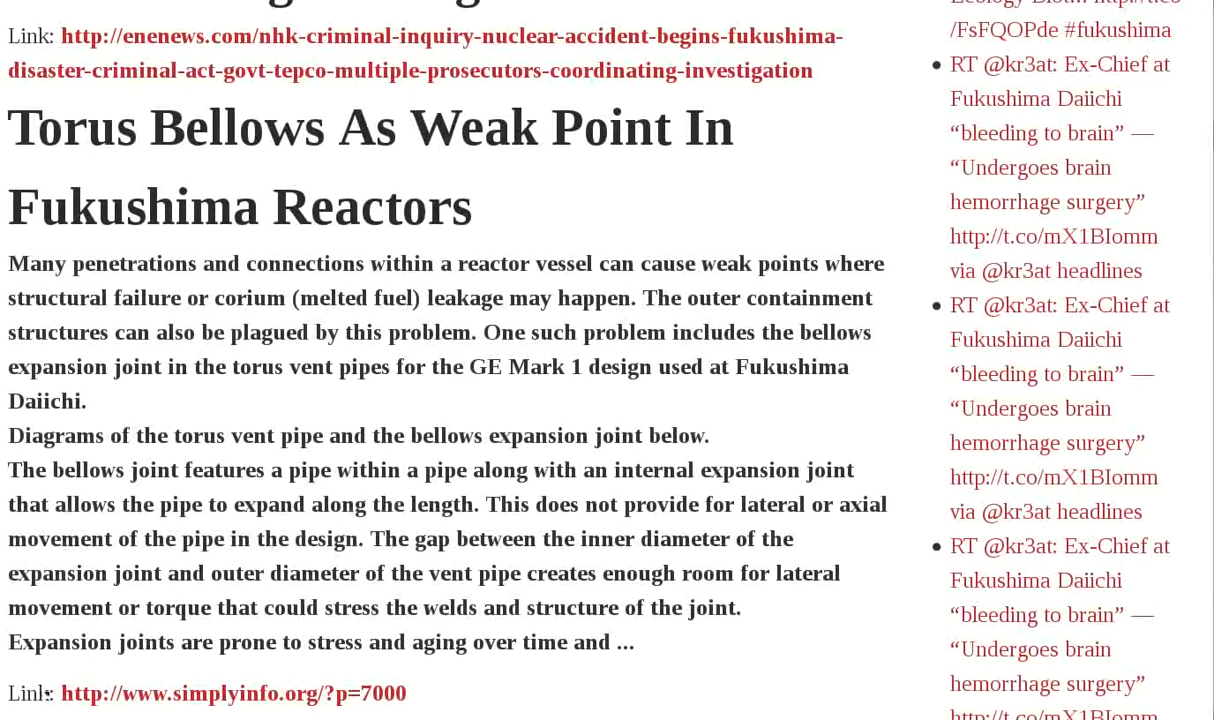 Link: http://enenews.com/nhk-criminal-inquiry-nuclear-accident-begins-fukushima-
disaster-criminal-act-govt-tepco-multiple-prosecutors-coordinating-investigation
Torus Bellows As Weak Point In
Fukushima Reactors
Many penetrations and connections within a reactor vessel can cause weak points where
structural failure or corium (melted fuel) leakage may happen. The outer containment
structures can also be plagued by this problem. One such problem includes the bellows
expansion joint in the torus vent pipes for the GE Mark 1 design used at Fukushima
Daiichi.
Diagrams of the torus vent pipe and the bellows expansion joint below.
The bellows joint features a pipe within a pipe along with an internal expansion joint
that allows the pipe to expand along the length. This does not provide for lateral or axial
movement of the pipe in the design. The gap between the inner diameter of the
expansion joint and outer diameter of the vent pipe creates enough room for lateral
movement or torque that could stress the welds and structure of the joint.
Expansion joints are prone to stress and aging over time and ...
Link: http://www.simplyinfo.org/?p=7000
/FsFQOPde #fukushima
• RT @kr3at: Ex-Chief at
Fukushima Daiichi
“bleeding to brain” —
“Undergoes brain
hemorrhage surgery”
http://t.co/mX1BIomm
via @kr3at headlines
• RT @kr3at: Ex-Chief at
Fukushima Daiichi
“bleeding to brain” —
“Undergoes brain
hemorrhage surgery”
http://t.co/mX1BIomm
via @kr3at headlines
• RT @kr3at: Ex-Chief at
Fukushima Daiichi
“bleeding to brain” —
“Undergoes brain
hemorrhage surgery”
http://t.co/mX1BIomm